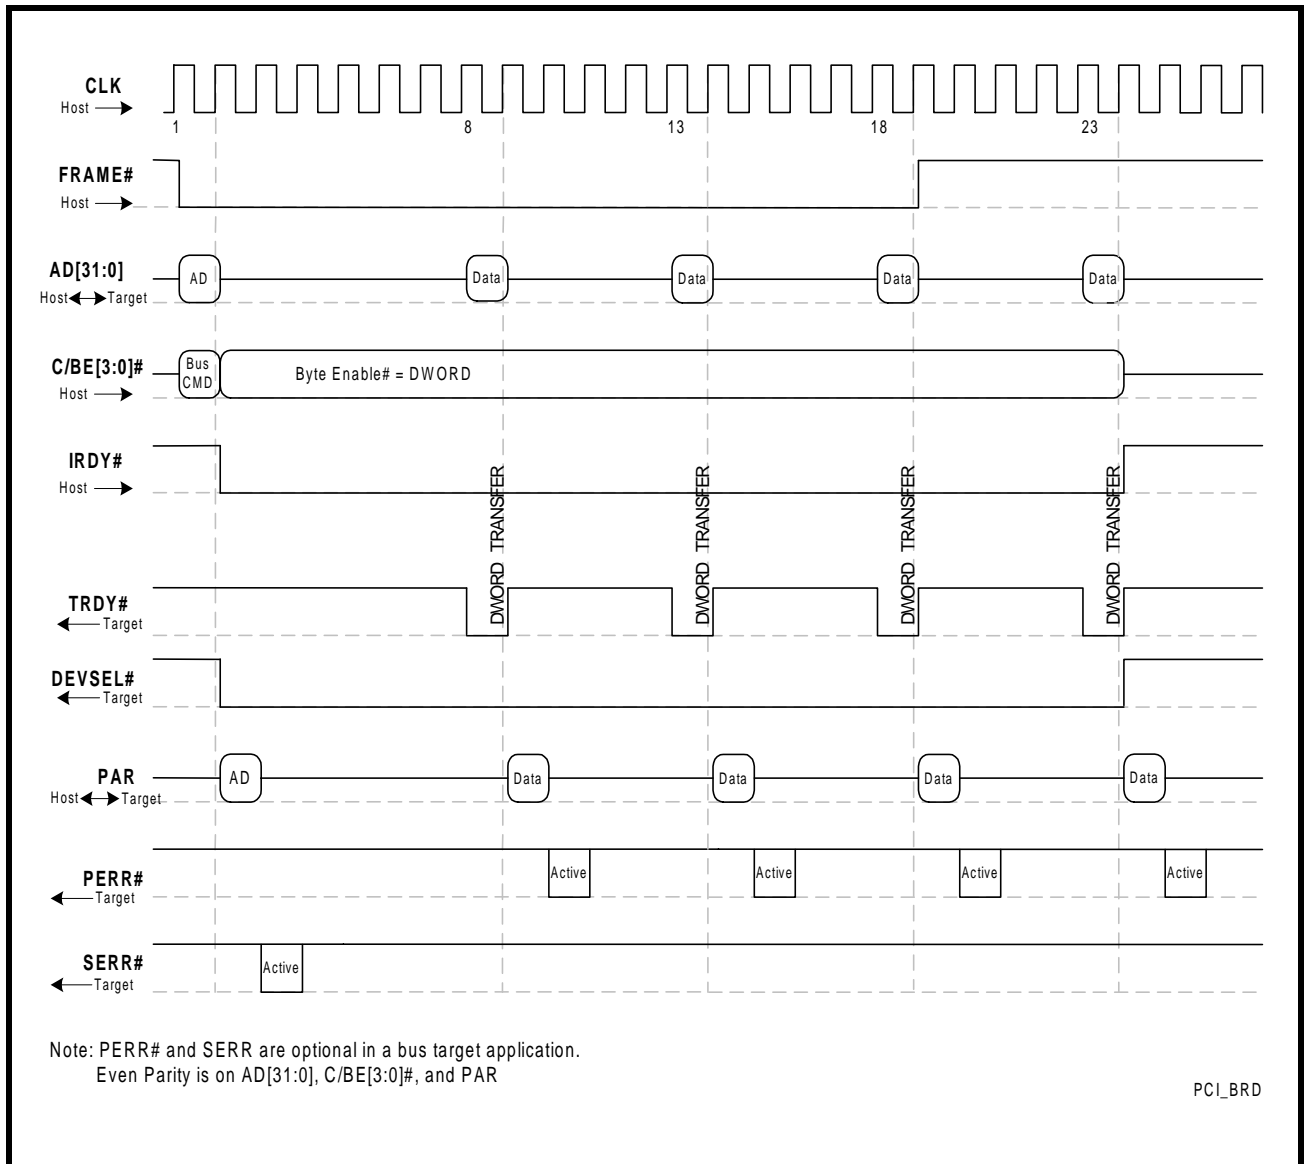 CLK
Host
1 8 13 18 23
FRAME#
Host
AD[31:0]
Host Target
AD Data Data Data Data
C/BE[3:0]#
Host
Bus
CMD
Byte Enable# = DWORD
IRDY#
Host
DWORD TRANSFER
DWORD TRANSFER
DWORD TRANSFER
DWORD TRANSFER
TRDY#
Target
DEVSEL#
Target
PAR
Host Target
AD Data Data Data Data
PERR#
Target
Active Active Active Active
SERR#
Target
Active
Note: PERR# and SERR are optional in a bus target application.
Even Parity is on AD[31:0], C/BE[3:0]#, and PAR
PCI_BRD